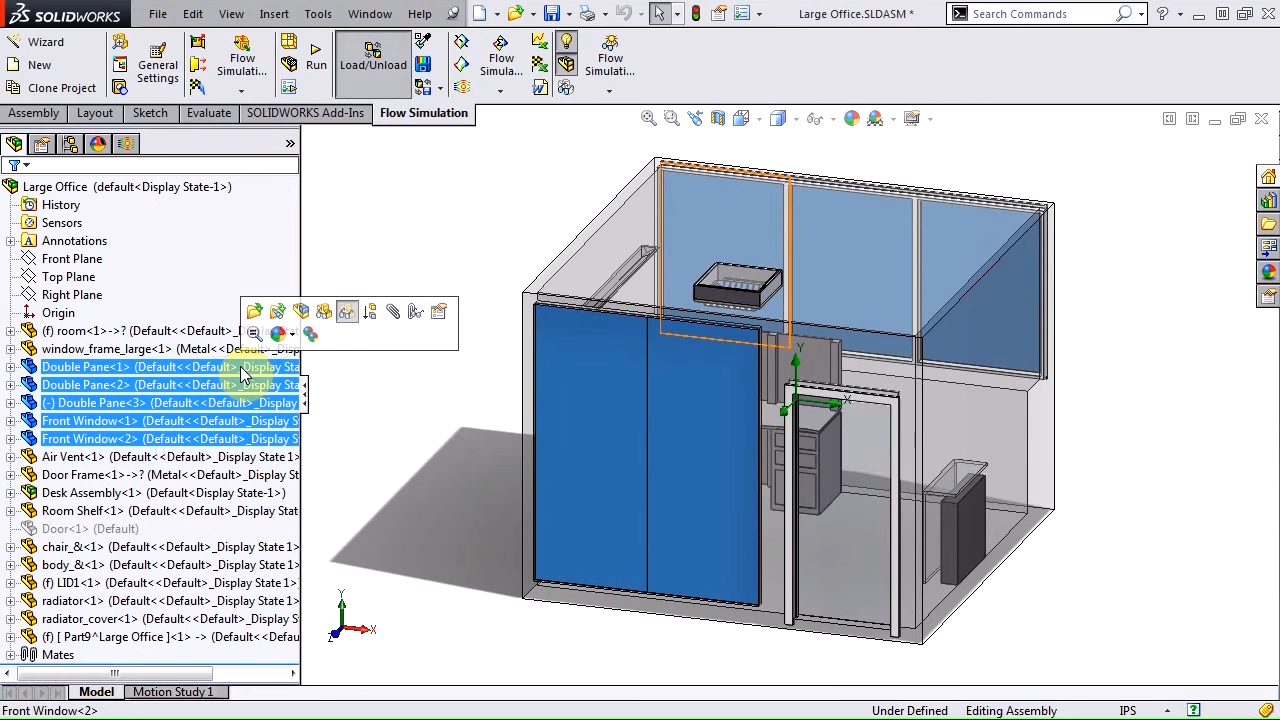 SOLIDWORKS File Edit View Insert Tools Window Help Large Office.SLDASM * Search Commands
Wizard
New
Clone Project
General Settings
Flow Simulati...
Run
Load/Unload
Flow Simula...
Flow Simulati...
Assembly Layout Sketch Evaluate SOLIDWORKS Add-Ins Flow Simulation
Large Office (default<Display State-1>)
History
Sensors
Annotations
Front Plane
Top Plane
Right Plane
Origin
(f) room<1>->? (Default<<Default>_
window_frame_large<1> (Metal<<Default>_Disp
Double Pane<1> (Default<<Default>_Display Sta
Double Pane<2> (Default<<Default>_Display Sta
(-) Double Pane<3> (Default<<Default>_Display
Front Window<1> (Default<<Default>_Display S
Front Window<2> (Default<<Default>_Display S
Air Vent<1> (Default<<Default>_Display State 1>
Door Frame<1>->? (Metal<<Default>_Display S
Desk Assembly<1> (Default<Display State-1>)
Room Shelf<1> (Default<<Default>_Display Sta
Door<1> (Default)
chair_&<1> (Default<<Default>_Display State 1>
body_&<1> (Default<<Default>_Display State 1>
(f) LID1<1> (Default<<Default>_Display State 1>
radiator<1> (Default<<Default>_Display State 1>
radiator_cover<1> (Default<<Default>_Display S
(f) [ Part9^Large Office ]<1> -> (Default<<Defau
Mates
Y
X
Y
X
Z
Model Motion Study 1
Front Window<2> Under Defined Editing Assembly IPS